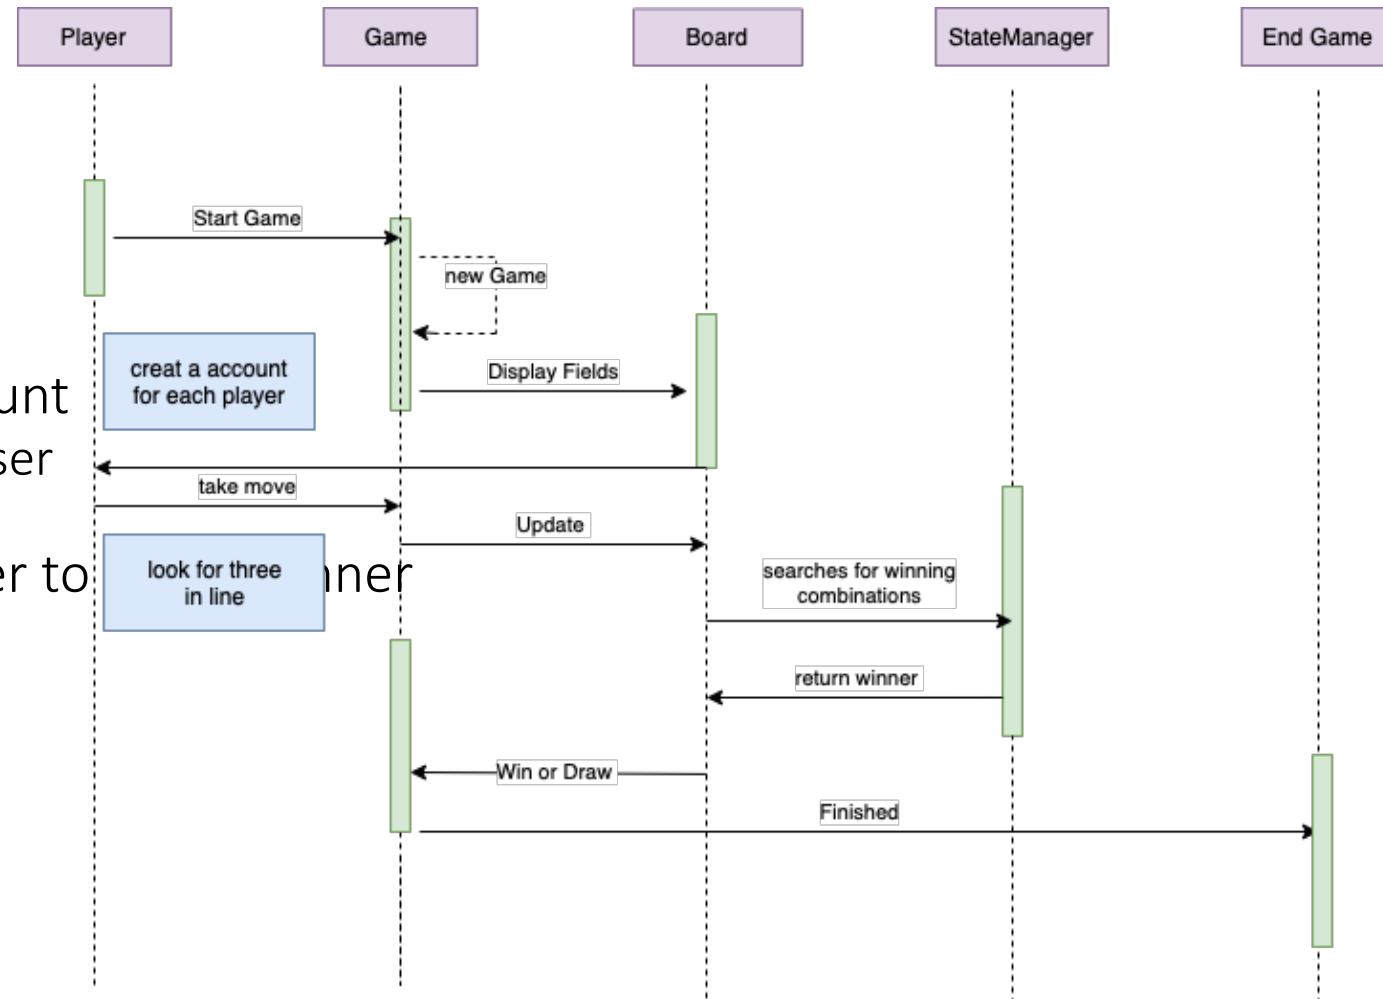 Player
Game
Board
StateManager
End Game
Start Game
new Game
creat a account
for each player
Display Fields
take move
Update
look for three
in line
searches for winning
combinations
return winner
Win or Draw
Finished
to